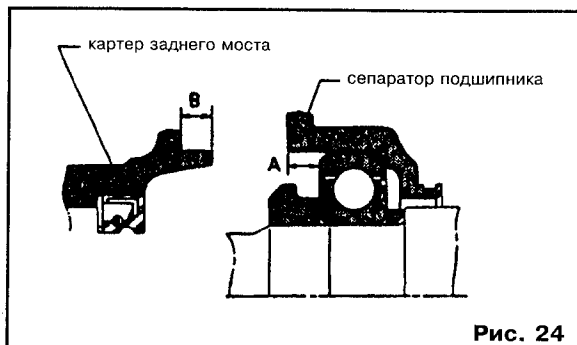 картер заднего моста
сепаратор подшипника
B
A
Рис. 24